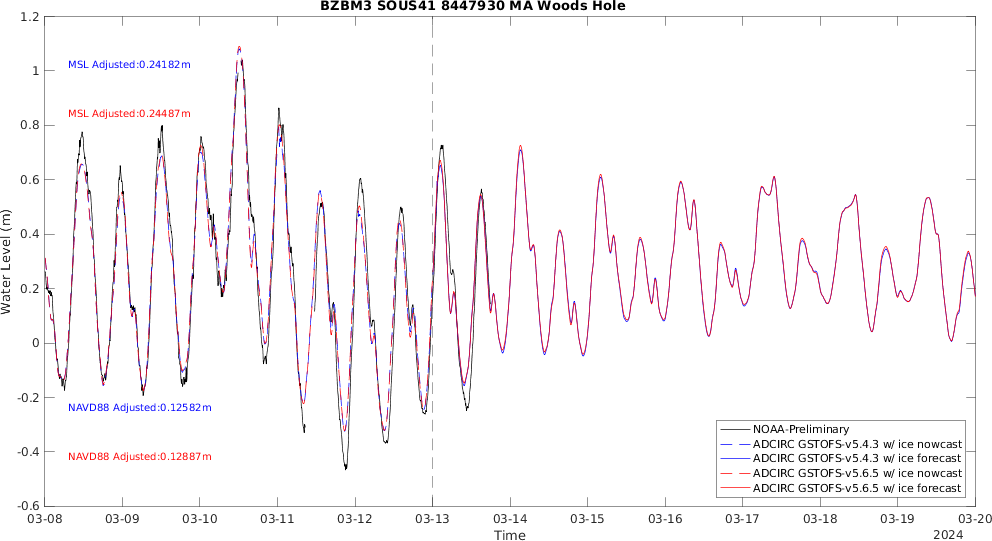 BZBM3 SOUS41 8447930 MA Woods Hole
1.2
1
0.8
0.6
0.4
0.2
0
-0.2
-0.4
-0.6
Water Level (m)
MSL Adjusted:0.24182m
MSL Adjusted:0.24487m
NAVD88 Adjusted:0.12582m
NAVD88 Adjusted:0.12887m
NOAA-Preliminary
ADCIRC GSTOFS-v5.4.3 w/ ice nowcast
ADCIRC GSTOFS-v5.4.3 w/ ice forecast
ADCIRC GSTOFS-v5.6.5 w/ ice nowcast
ADCIRC GSTOFS-v5.6.5 w/ ice forecast
03-08 03-09 03-10 03-11 03-12 03-13 03-14 03-15 03-16 03-17 03-18 03-19 03-20
Time
2024